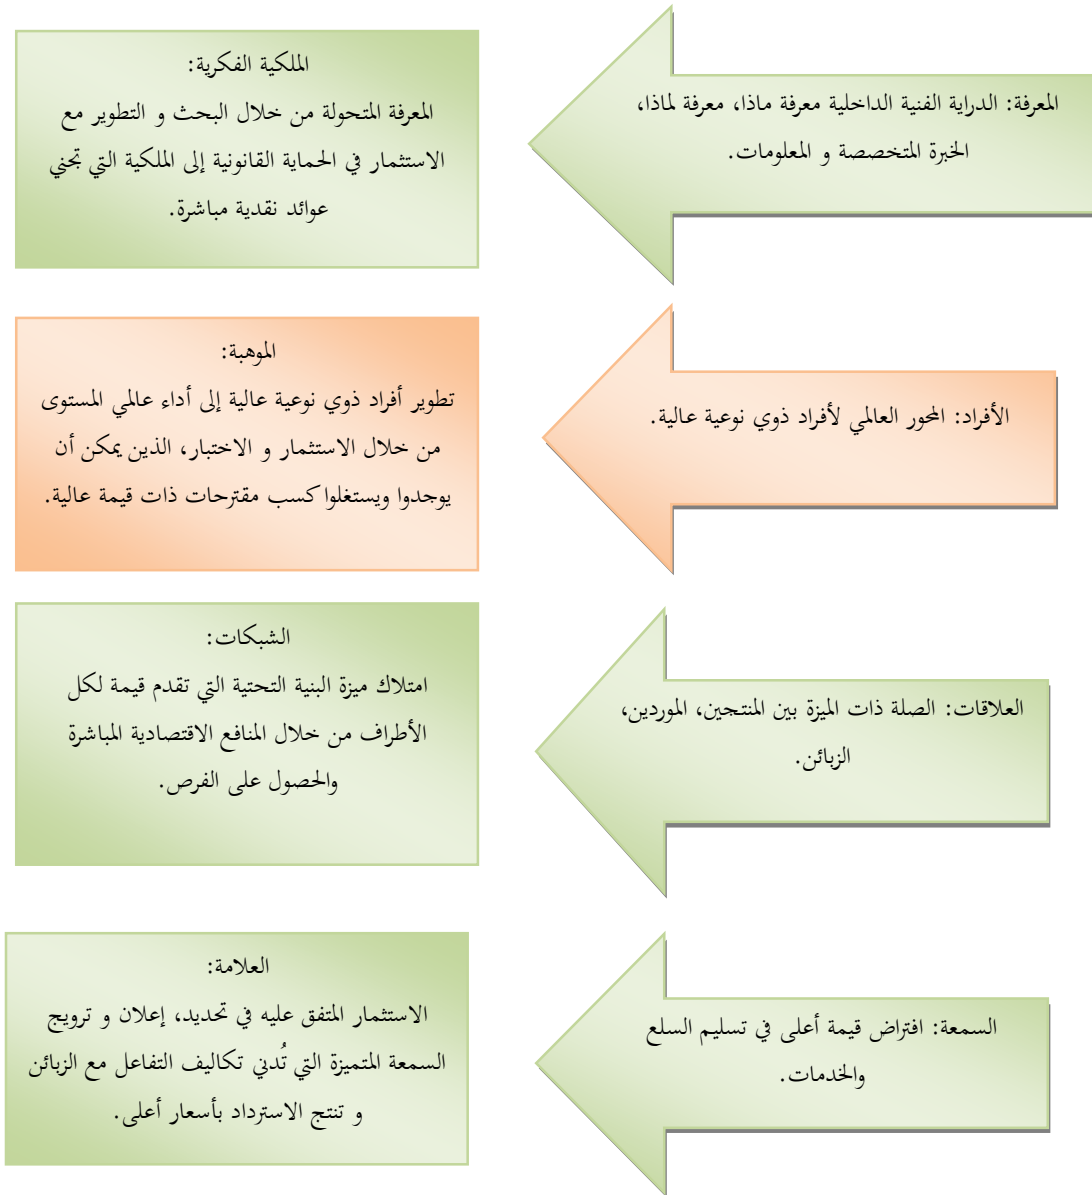 المعرفة: الدراية الفنية الداخلية معرفة ماذا، معرفة لماذا،
الخبرة المتخصصة و المعلومات.
الملكية الفكرية:
المعرفة المتحولة من خلال البحث و التطوير مع
الاستثمار في الحماية القانونية إلى الملكية التي تجني
عوائد نقدية مباشرة.
الأفراد: المحور العالمي لأفراد ذوي نوعية عالية.
الموهبة:
تطوير أفراد ذوي نوعية عالية إلى أداء عالمي المستوى
من خلال الاستثمار و الاختبار، الذين يمكن أن
يوجدوا ويستغلوا كسب مقترحات ذات قيمة عالية.
العلاقات: الصلة ذات الميزة بين المنتجين، الموردين،
الزبائن.
الشبكات:
امتلاك ميزة البنية التحتية التي تقدم قيمة لكل
الأطراف من خلال المنافع الاقتصادية المباشرة
والحصول على الفرص.
السمعة: افتراض قيمة أعلى في تسليم السلع
والخدمات.
العلامة:
الاستثمار المتفق عليه في تحديد، إعلان و ترويج
السمعة المتميزة التي تُدني تكاليف التفاعل مع الزبائن
و تنتج الاسترداد بأسعار أعلى.